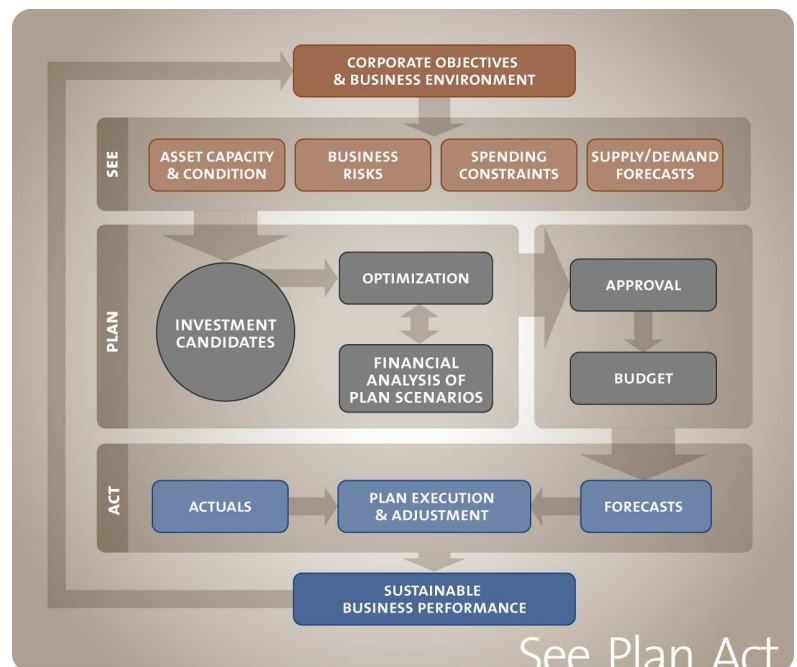 CORPORATE OBJECTIVES
& BUSINESS ENVIRONMENT
SEE
ASSET CAPACITY
& CONDITION
BUSINESS
RISKS
SPENDING
CONSTRAINTS
SUPPLY/DEMAND
FORECASTS
PLAN
INVESTMENT
CANDIDATES
OPTIMIZATION
FINANCIAL
ANALYSIS OF
PLAN SCENARIOS
APPROVAL
BUDGET
ACT
ACTUALS
PLAN EXECUTION
& ADJUSTMENT
FORECASTS
SUSTAINABLE
BUSINESS PERFORMANCE
See Plan Act